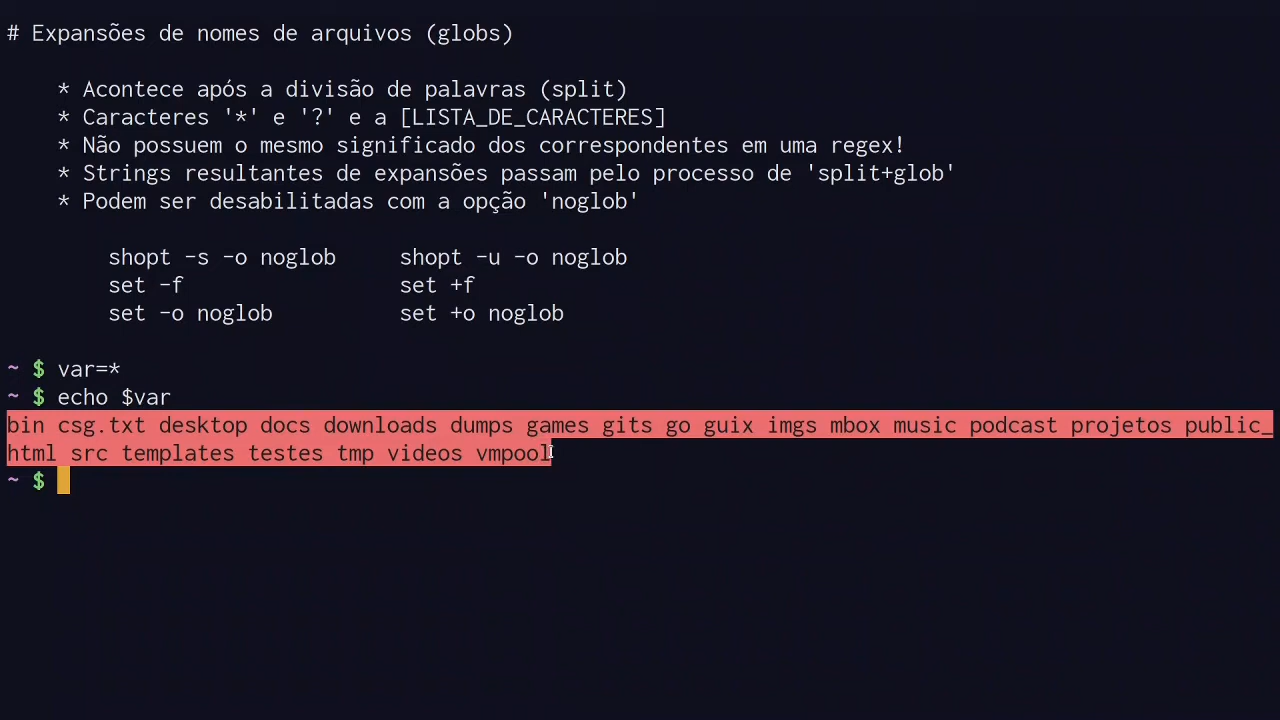 # Expansões de nomes de arquivos (globs)
* Acontece após a divisão de palavras (split)
* Caracteres '*' e '?' e a [LISTA_DE_CARACTERES]
* Não possuem o mesmo significado dos correspondentes em uma regex!
* Strings resultantes de expansões passam pelo processo de 'split+glob'
* Podem ser desabilitadas com a opção 'noglob'
shopt -s -o noglob shopt -u -o noglob
set -f set +f
set -o noglob set +o noglob
~ $ var=*
~ $ echo $var
bin csg.txt desktop docs downloads dumps games gits go guix imgs mbox music podcast projetos public_
html src templates testes tmp videos vmpool
~ $